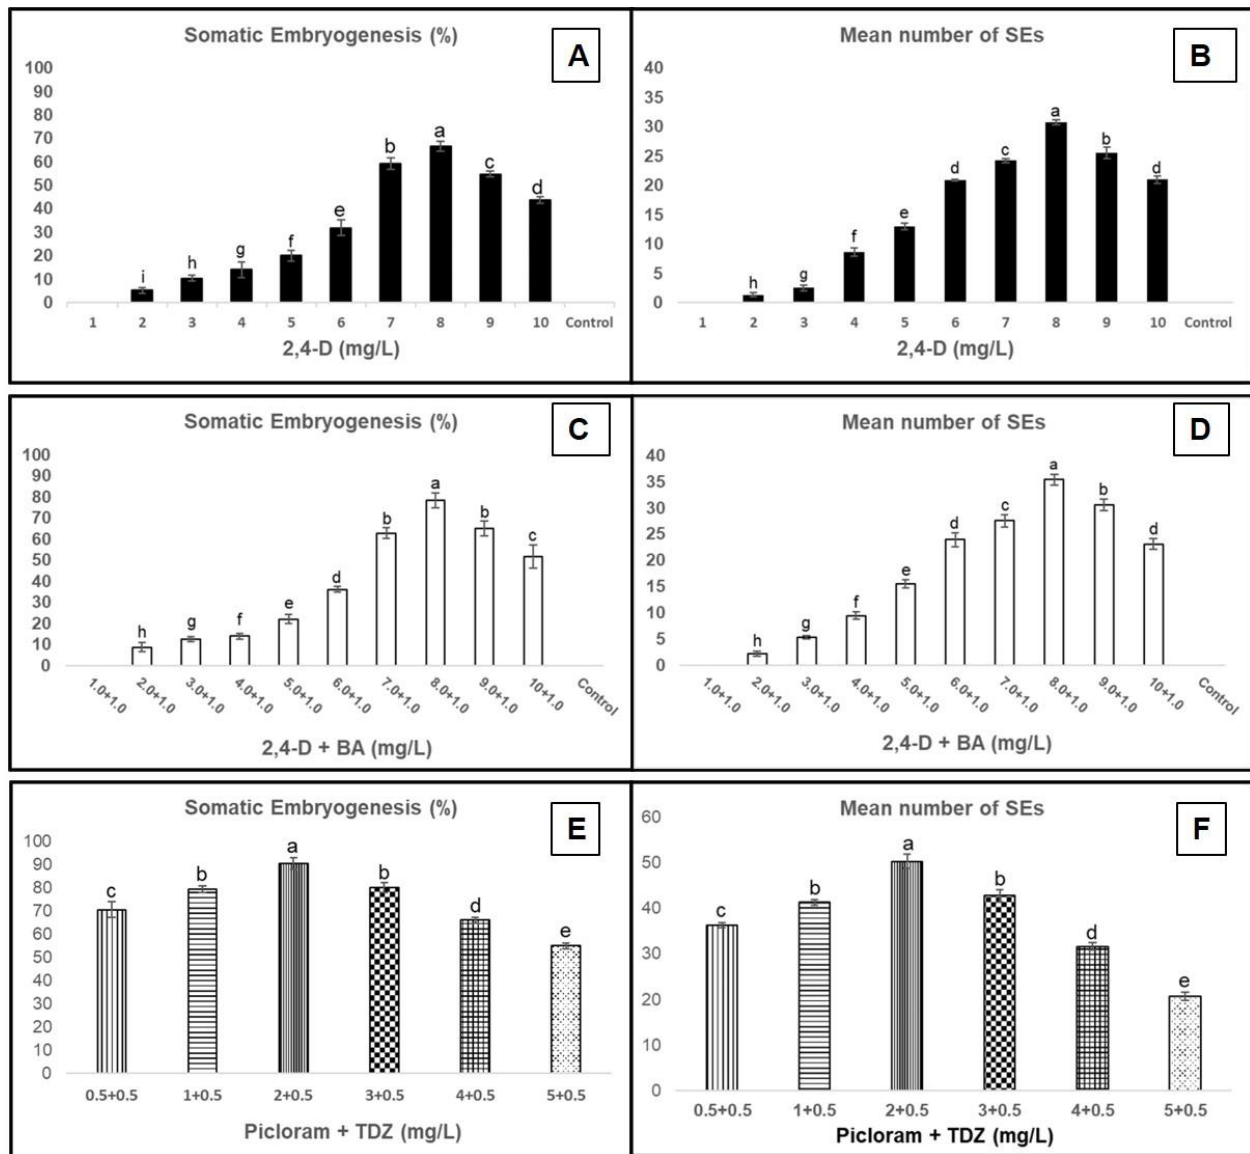 Somatic Embryogenesis (%)
A
100
90
80
70
60
50
40
30
20
10
0
i
h
g
f
e
b
a
c
d
1 2 3 4 5 6 7 8 9 10 Control
2,4-D (mg/L)
Mean number of SEs
B
40
35
30
25
20
15
10
5
0
h
g
f
e
d
c
a
b
d
1 2 3 4 5 6 7 8 9 10 Control
2,4-D (mg/L)
Somatic Embryogenesis (%)
C
100
90
80
70
60
50
40
30
20
10
0
h
g
f
e
d
b
a
b
c
1.0+1.0 2.0+1.0 3.0+1.0 4.0+1.0 5.0+1.0 6.0+1.0 7.0+1.0 8.0+1.0 9.0+1.0 10+1.0 Control
2,4-D + BA (mg/L)
Mean number of SEs
D
40
35
30
25
20
15
10
5
0
h
g
f
e
d
c
a
b
d
1.0+1.0 2.0+1.0 3.0+1.0 4.0+1.0 5.0+1.0 6.0+1.0 7.0+1.0 8.0+1.0 9.0+1.0 10+1.0 Control
2,4-D + BA (mg/L)
Somatic Embryogenesis (%)
E
100
90
80
70
60
50
40
30
20
10
0
c
b
a
b
d
e
0.5+0.5 1+0.5 2+0.5 3+0.5 4+0.5 5+0.5
Picloram + TDZ (mg/L)
Mean number of SEs
F
60
50
40
30
20
10
0
c
b
a
b
d
e
0.5+0.5 1+0.5 2+0.5 3+0.5 4+0.5 5+0.5
Picloram + TDZ (mg/L)